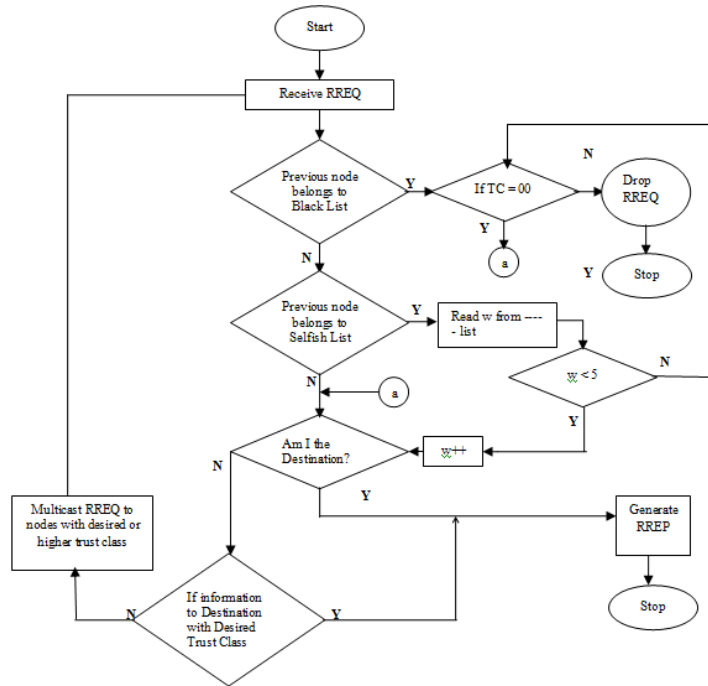 Start
Receive RREQ
Previous node
belongs to
Black List
Y
If TC = 00
N
Drop
RREQ
Y
a
N
Y
Stop
Previous node
belongs to
Selfish List
Y
Read w from ----
- list
w < 5
N
N
a
Y
Am I the
Destination?
w++
N
Y
Multicast RREQ to
nodes with desired or
higher trust class
Generate
RREP
N
If information
to Destination
with Desired
Trust Class
Y
Stop